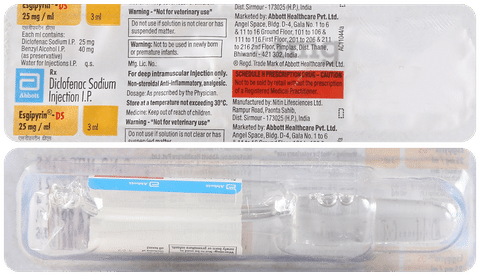 Esgipyrin®-DS
25 mg / ml
3 ml
Each ml contains:
Diclofenac Sodium I.P. 25 mg
Benzyl Alcohol I.P. 40 mg
(as preservative)
Water for Injections I.P. q.s.
Rx
Diclofenac Sodium
Injection I.P.
Abbott
Esgipyrin®-DS
25 mg / ml
3 ml
Warning - "Not for veterinary use"
Do not use if solution is not clear or has
suspended matter.
Warning: Not to be used in newborn
or premature infants.
Mfg. Lic. No.
For deep intramuscular Injection only.
Non-steroidal Anti-Inflammatory, analgesic.
Dosage: As prescribed by the Physician.
Store at a temperature not exceeding 30°C.
Medicine: Keep out of reach of children.
Warning - "Not for veterinary use"
Do not use if solution is not clear or has
suspended matter.
Dist. Sirmour - 173025 (H.P.), India
Marketed by: Abbott Healthcare Pvt. Ltd.
Angel Space, Bldg. D-4, Gala No. 1 to 6
& 11 to 16 Ground Floor, 101 to 106 &
111 to 116 First Floor, 201 to 206 & 211
to 216 2nd Floor, Pimplas, Dist. Thane,
Bhiwandi - 421 302, India
® Regd. Trade Mark of Abbott Healthcare Pvt. Ltd.
SCHEDULE H PRESCRIPTION DRUG - CAUTION
Not to be sold by retail without the prescription
of a Registered Medical Practitioner.
Manufactured by: Nitin Lifesciences Ltd.
Rampur Road, Paonta Sahib,
Dist. Sirmour - 173025 (H.P.), India
Marketed by: Abbott Healthcare Pvt. Ltd.
Angel Space, Bldg. D-4, Gala No. 1 to 6
Abbott
Abbott